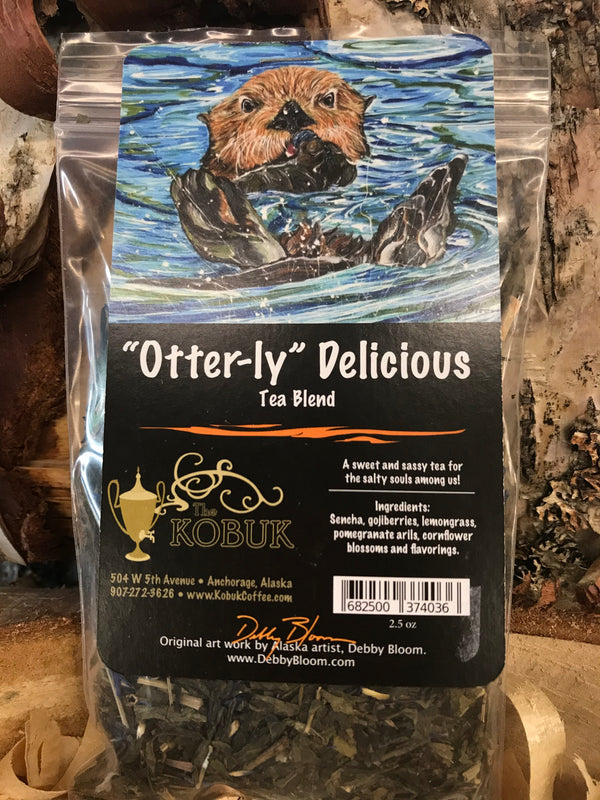 “Otter-ly” Delicious
Tea Blend
A sweet and sassy tea for
the salty souls among us!
Ingredients:
Sencha, gojiberries, lemongrass,
pomegranate arils, cornflower
blossoms and flavorings.
The
KOBUK
504 W 5th Avenue • Anchorage, Alaska
907-272-3626 • www.KobukCoffee.com
682500 374036
2.5 oz
Debby Bloom
Original art work by Alaska artist, Debby Bloom.
www.DebbyBloom.com